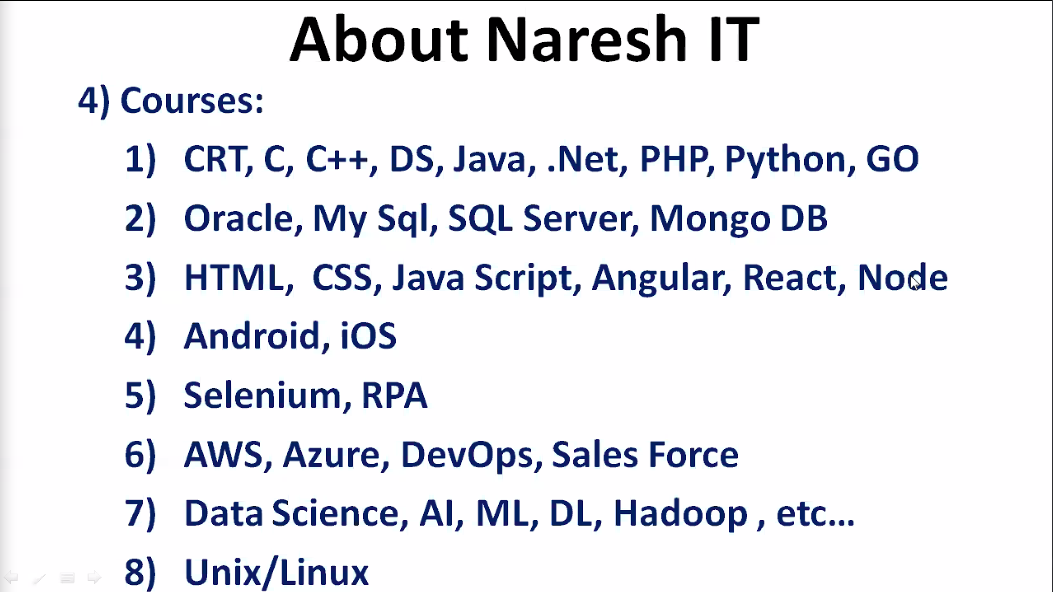 About Naresh IT
4) Courses:
1) CRT, C, C++, DS, Java, .Net, PHP, Python, GO
2) Oracle, My Sql, SQL Server, Mongo DB
3) HTML, CSS, Java Script, Angular, React, Node
4) Android, iOS
5) Selenium, RPA
6) AWS, Azure, DevOps, Sales Force
7) Data Science, AI, ML, DL, Hadoop , etc...
8) Unix/Linux